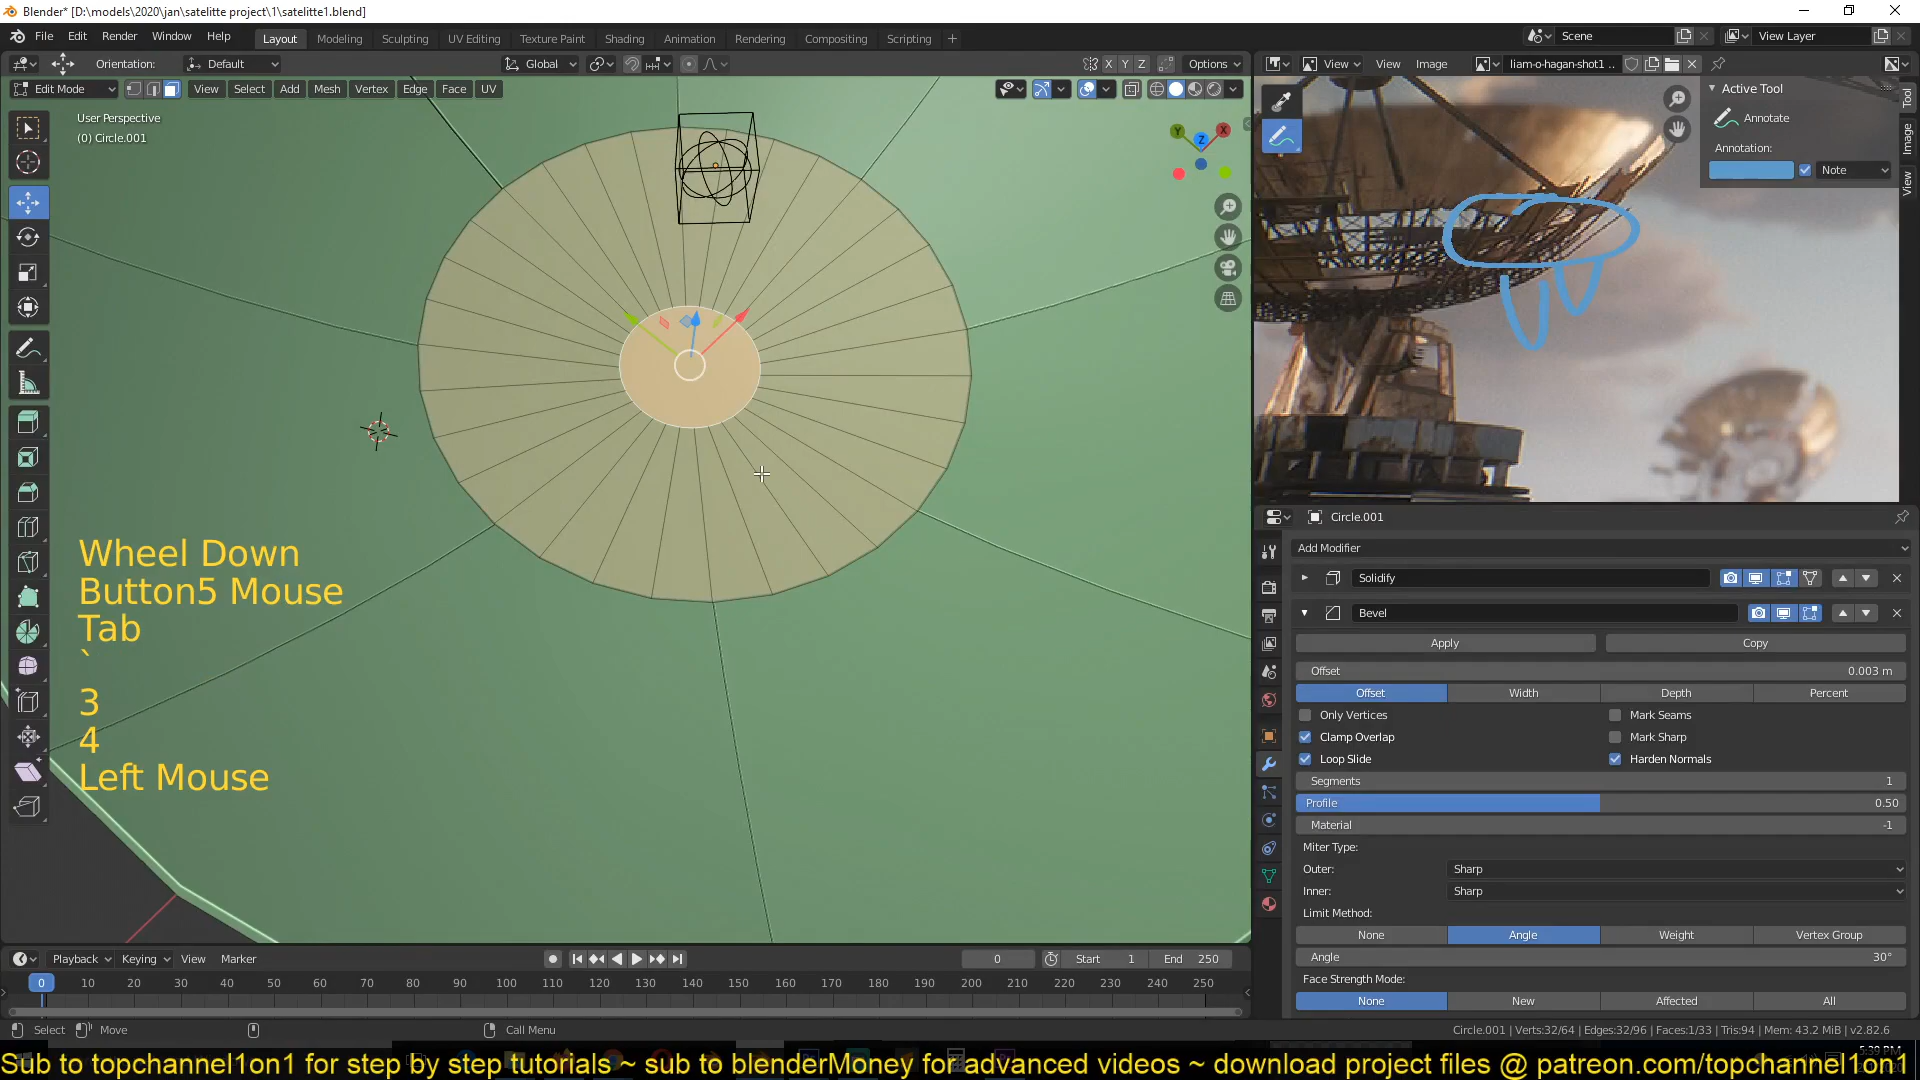 Blender* [D:\models\2020\jan\satelitte project\1\satelitte1.blend]
File Edit Render Window Help Layout Modeling Sculpting UV Editing Texture Paint Shading Animation Rendering Compositing Scripting + Scene View Layer
Orientation: Default Global X Y Z Options View View Image liam-o-hagan-shot1 ..
Edit Mode View Select Add Mesh Vertex Edge Face UV
User Perspective
(0) Circle.001
Y Z X
Active Tool
Annotate
Annotation:
Note
Tool
Image
View
Wheel Down
Button5 Mouse
Tab
`
3
4
Left Mouse
Circle.001
Add Modifier
Solidify
Bevel
Apply Copy
Offset 0.003 m
Offset Width Depth Percent
Only Vertices Mark Seams
Clamp Overlap Mark Sharp
Loop Slide Harden Normals
Segments 1
Profile 0.50
Material -1
Miter Type:
Outer: Sharp
Inner: Sharp
Limit Method:
None Angle Weight Vertex Group
Angle 30°
Face Strength Mode:
None New Affected All
Playback Keying View Marker 0 Start 1 End 250
0 10 20 30 40 50 60 70 80 90 100 110 120 130 140 150 160 170 180 190 200 210 220 230 240 250
Select Move Call Menu Circle.001 | Verts:32/64 | Edges:32/96 | Faces:1/33 | Tris:94 | Mem: 43.2 MiB | v2.82.6
5:39 PM
Sub to topchannel1on1 for step by step tutorials ~ sub to blenderMoney for advanced videos ~ download project files @ patreon.com/topchannel1on1